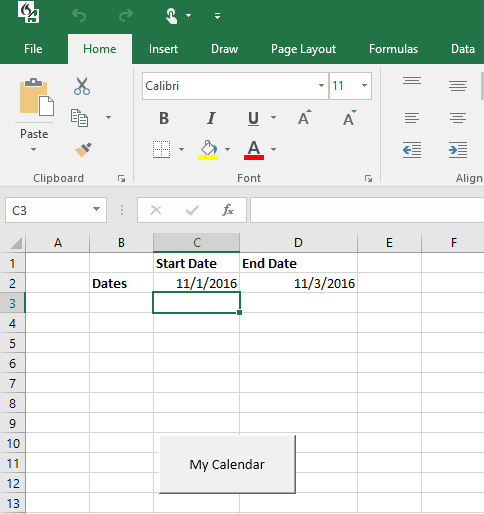 File Home Insert Draw Page Layout Formulas Data
Calibri 11
B I U A A
Paste A
Clipboard Font Align
C3 fx
A B C D E F
1 Start Date End Date
2 Dates 11/1/2016 11/3/2016
3
4
5
6
7
8
9
10
11 My Calendar
12
13